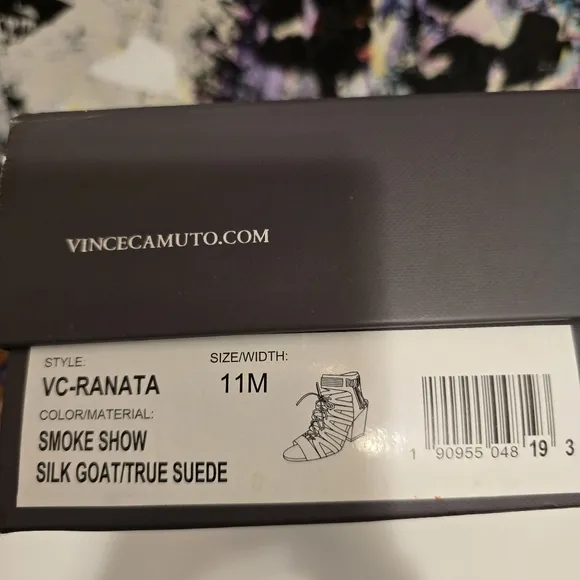 VINCECAMUTO.COM
STYLE: SIZE/WIDTH:
VC-RANATA 11M
COLOR/MATERIAL:
SMOKE SHOW
SILK GOAT/TRUE SUEDE
1 90955 048 19 3